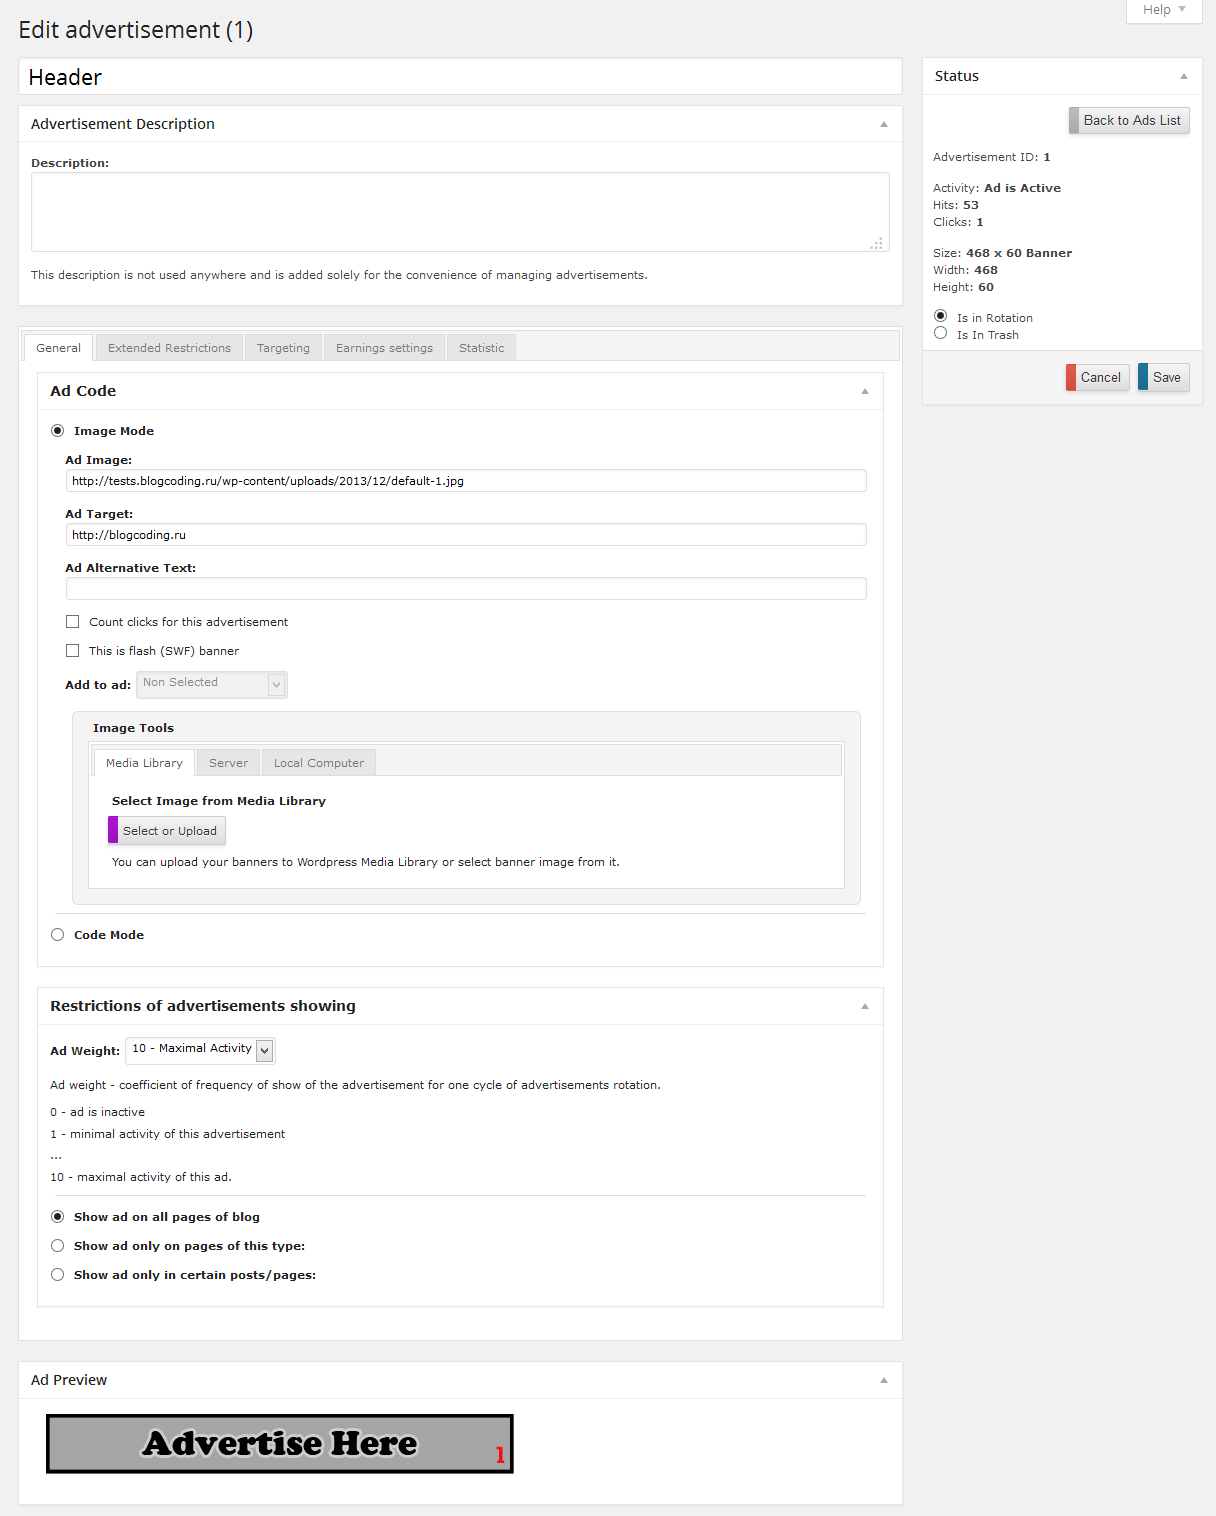 Help
Edit advertisement (1)
Header
Advertisement Description
Description:
This description is not used anywhere and is added solely for the convenience of managing advertisements.
Status
Back to Ads List
Advertisement ID: 1
Activity: Ad is Active
Hits: 53
Clicks: 1
Size: 468 x 60 Banner
Width: 468
Height: 60
Is in Rotation
Is In Trash
Cancel Save
General Extended Restrictions Targeting Earnings settings Statistic
Ad Code
Image Mode
Ad Image:
http://tests.blogcoding.ru/wp-content/uploads/2013/12/default-1.jpg
Ad Target:
http://blogcoding.ru
Ad Alternative Text:
Count clicks for this advertisement
This is flash (SWF) banner
Add to ad: Non Selected
Image Tools
Media Library Server Local Computer
Select Image from Media Library
Select or Upload
You can upload your banners to Wordpress Media Library or select banner image from it.
Code Mode
Restrictions of advertisements showing
Ad Weight: 10 - Maximal Activity
Ad weight - coefficient of frequency of show of the advertisement for one cycle of advertisements rotation.
0 - ad is inactive
1 - minimal activity of this advertisement
...
10 - maximal activity of this ad.
Show ad on all pages of blog
Show ad only on pages of this type:
Show ad only in certain posts/pages:
Ad Preview
Advertise Here
1